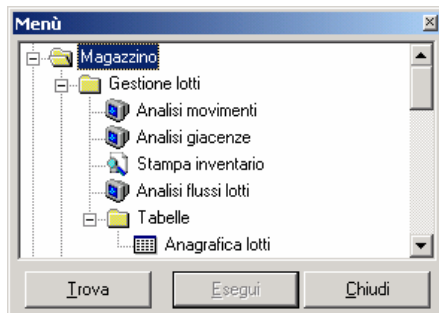 Menù
Magazzino
Gestione lotti
Analisi movimenti
Analisi giacenze
Stampa inventario
Analisi flussi lotti
Tabelle
Anagrafica lotti
Trova Esegui Chiudi